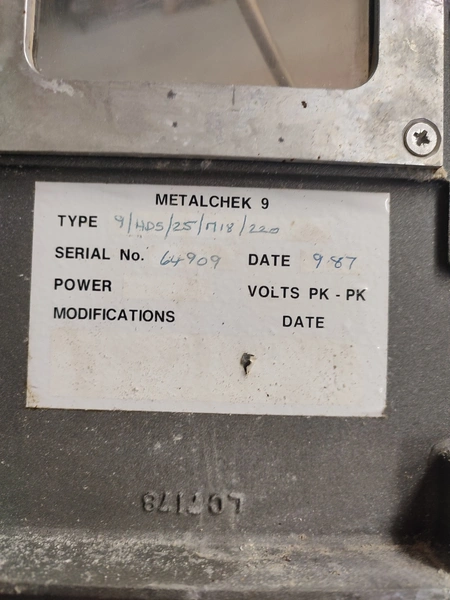 METALCHEK 9
TYPE 9/HDS/25/M18/220
SERIAL No. 64909 DATE 9.87
POWER VOLTS PK - PK
MODIFICATIONS DATE